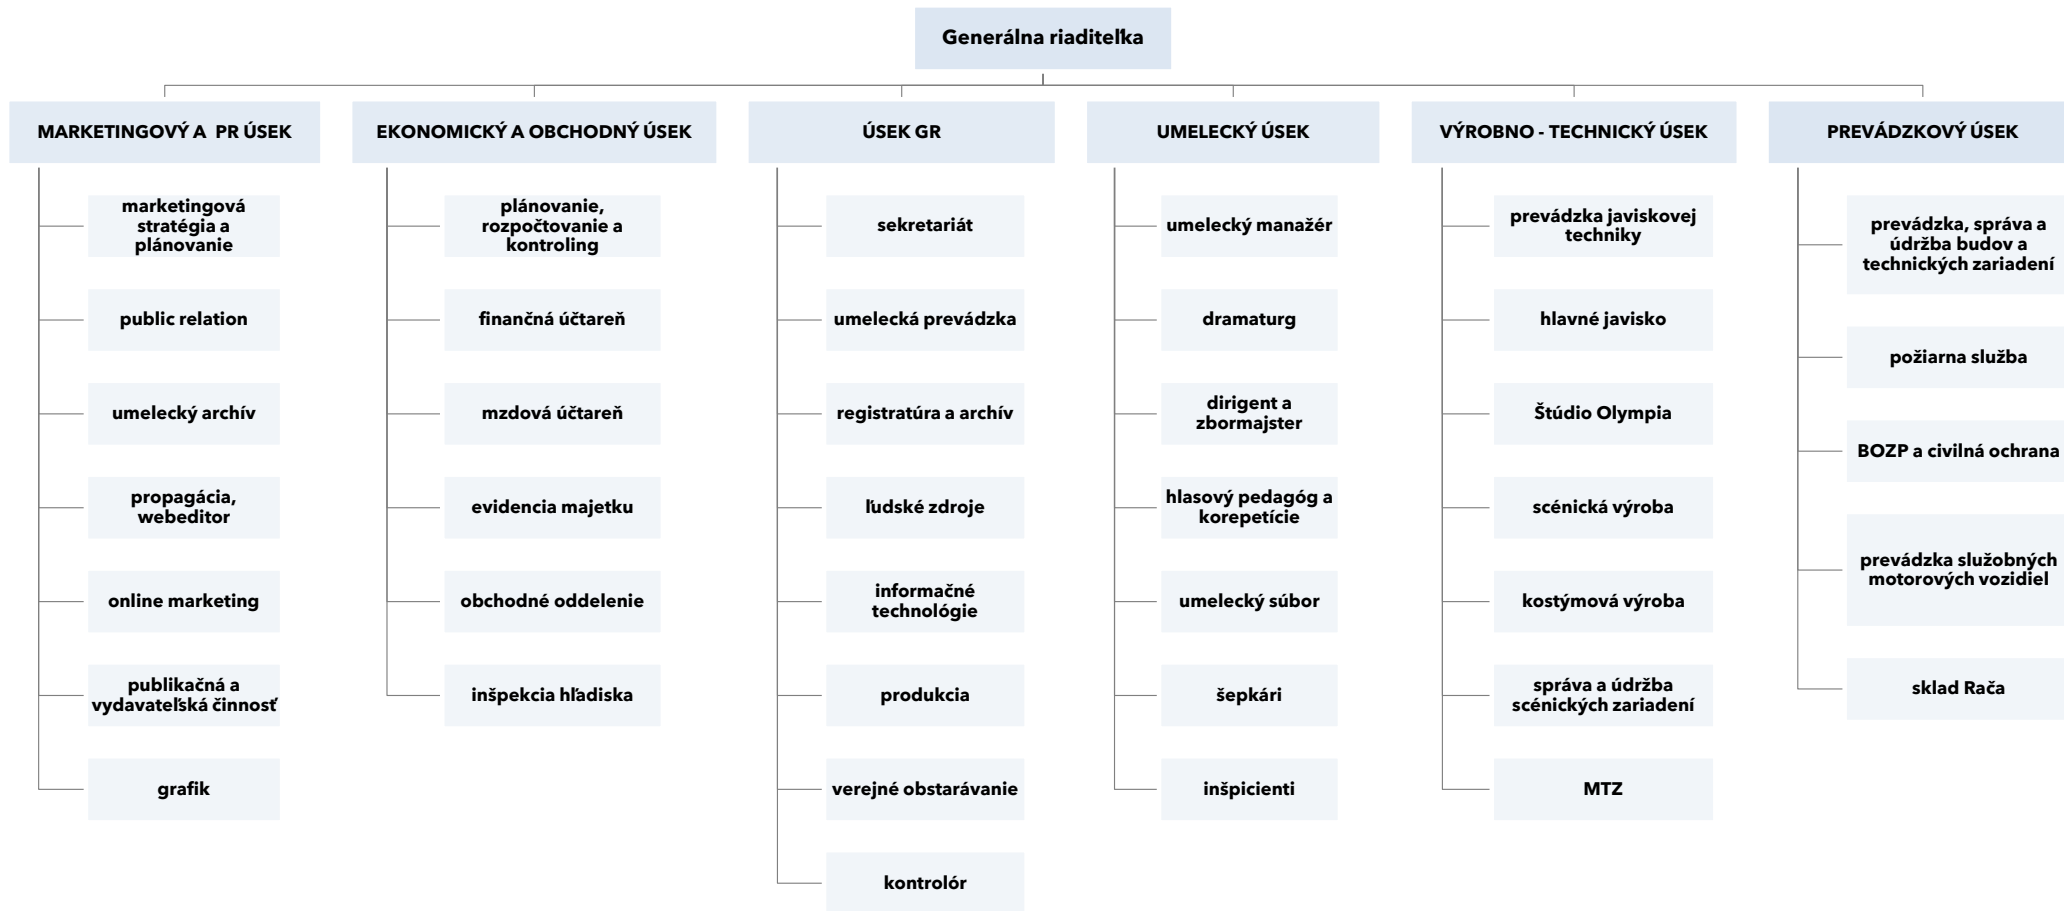 Generálna riaditeľka
MARKETINGOVÝ A PR ÚSEK
marketingová
stratégia a
plánovanie
public relation
umelecký archív
propagácia,
webeditor
online marketing
publikačná a
vydavateľská činnosť
grafik
EKONOMICKÝ A OBCHODNÝ ÚSEK
plánovanie,
rozpočtovanie a
kontroling
finančná účtareň
mzdová účtareň
evidencia majetku
obchodné oddelenie
inšpekcia hľadiska
ÚSEK GR
sekretariát
umelecká prevádzka
registratúra a archív
ľudské zdroje
informačné
technológie
produkcia
verejné obstarávanie
kontrolór
UMELECKÝ ÚSEK
umelecký manažér
dramaturg
dirigent a
zbormajster
hlasový pedagóg a
korepetície
umelecký súbor
šepkári
inšpicienti
VÝROBNO - TECHNICKÝ ÚSEK
prevádzka javiskovej
techniky
hlavné javisko
Štúdio Olympia
scénická výroba
kostýmová výroba
správa a údržba
scénických zariadení
MTZ
PREVÁDZKOVÝ ÚSEK
prevádzka, správa a
údržba budov a
technických zariadení
požiarna služba
BOZP a civilná ochrana
prevádzka služobných
motorových vozidiel
sklad Rača